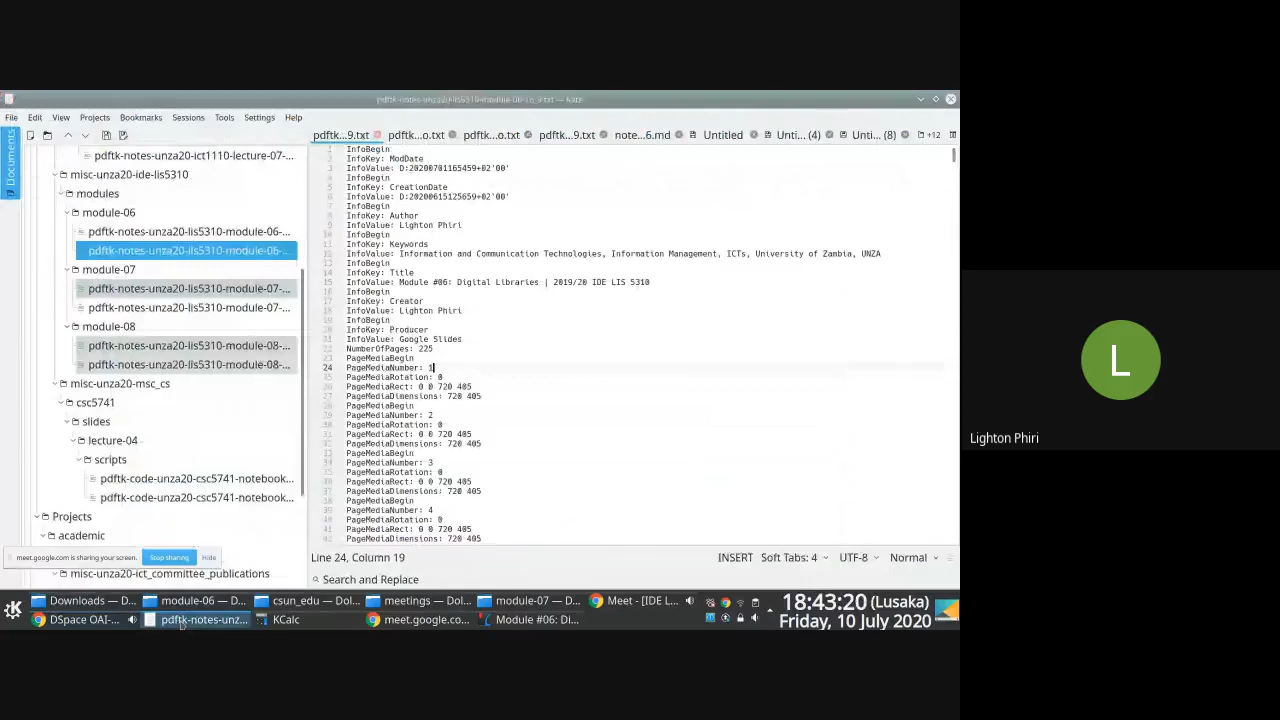 pdftk-notes-unza20-lis5310-module-06-to_9.txt — Kate
File Edit View Projects Bookmarks Sessions Tools Settings Help
Documents
pdftk...9.txt pdftk...o.txt pdftk...o.txt pdftk...9.txt note...6.md Untitled Unti... (4) Unti... (8) +12
pdftk-notes-unza20-ict1110-lecture-07-...
misc-unza20-ide-lis5310
modules
module-06
pdftk-notes-unza20-lis5310-module-06-...
pdftk-notes-unza20-lis5310-module-06-...
module-07
pdftk-notes-unza20-lis5310-module-07-...
pdftk-notes-unza20-lis5310-module-07-...
module-08
pdftk-notes-unza20-lis5310-module-08-...
pdftk-notes-unza20-lis5310-module-08-...
misc-unza20-msc_cs
csc5741
slides
lecture-04
scripts
pdftk-code-unza20-csc5741-notebook...
pdftk-code-unza20-csc5741-notebook...
Projects
academic
misc-unza20-ict_committee_publications
meet.google.com is sharing your screen. Stop sharing Hide
1 InfoBegin
2 InfoKey: ModDate
3 InfoValue: D:20200701165459+02'00'
4 InfoBegin
5 InfoKey: CreationDate
6 InfoValue: D:20200615125659+02'00'
7 InfoBegin
8 InfoKey: Author
9 InfoValue: Lighton Phiri
10 InfoBegin
11 InfoKey: Keywords
12 InfoValue: Information and Communication Technologies, Information Management, ICTs, University of Zambia, UNZA
13 InfoBegin
14 InfoKey: Title
15 InfoValue: Module #06: Digital Libraries | 2019/20 IDE LIS 5310
16 InfoBegin
17 InfoKey: Creator
18 InfoValue: Lighton Phiri
19 InfoBegin
20 InfoKey: Producer
21 InfoValue: Google Slides
22 NumberOfPages: 225
23 PageMediaBegin
24 PageMediaNumber: 1
25 PageMediaRotation: 0
26 PageMediaRect: 0 0 720 405
27 PageMediaDimensions: 720 405
28 PageMediaBegin
29 PageMediaNumber: 2
30 PageMediaRotation: 0
31 PageMediaRect: 0 0 720 405
32 PageMediaDimensions: 720 405
33 PageMediaBegin
34 PageMediaNumber: 3
35 PageMediaRotation: 0
36 PageMediaRect: 0 0 720 405
37 PageMediaDimensions: 720 405
38 PageMediaBegin
39 PageMediaNumber: 4
40 PageMediaRotation: 0
41 PageMediaRect: 0 0 720 405
42 PageMediaDimensions: 720 405
Line 24, Column 19 INSERT Soft Tabs: 4 UTF-8 Normal
Search and Replace
Downloads — D... module-06 — D... csun_edu — Dol... meetings — Dol... module-07 — D... Meet - [IDE L...
DSpace OAI-... pdftk-notes-unz... KCalc meet.google.co... Module #06: Di...
18:43:20 (Lusaka)
Friday, 10 July 2020
L
Lighton Phiri